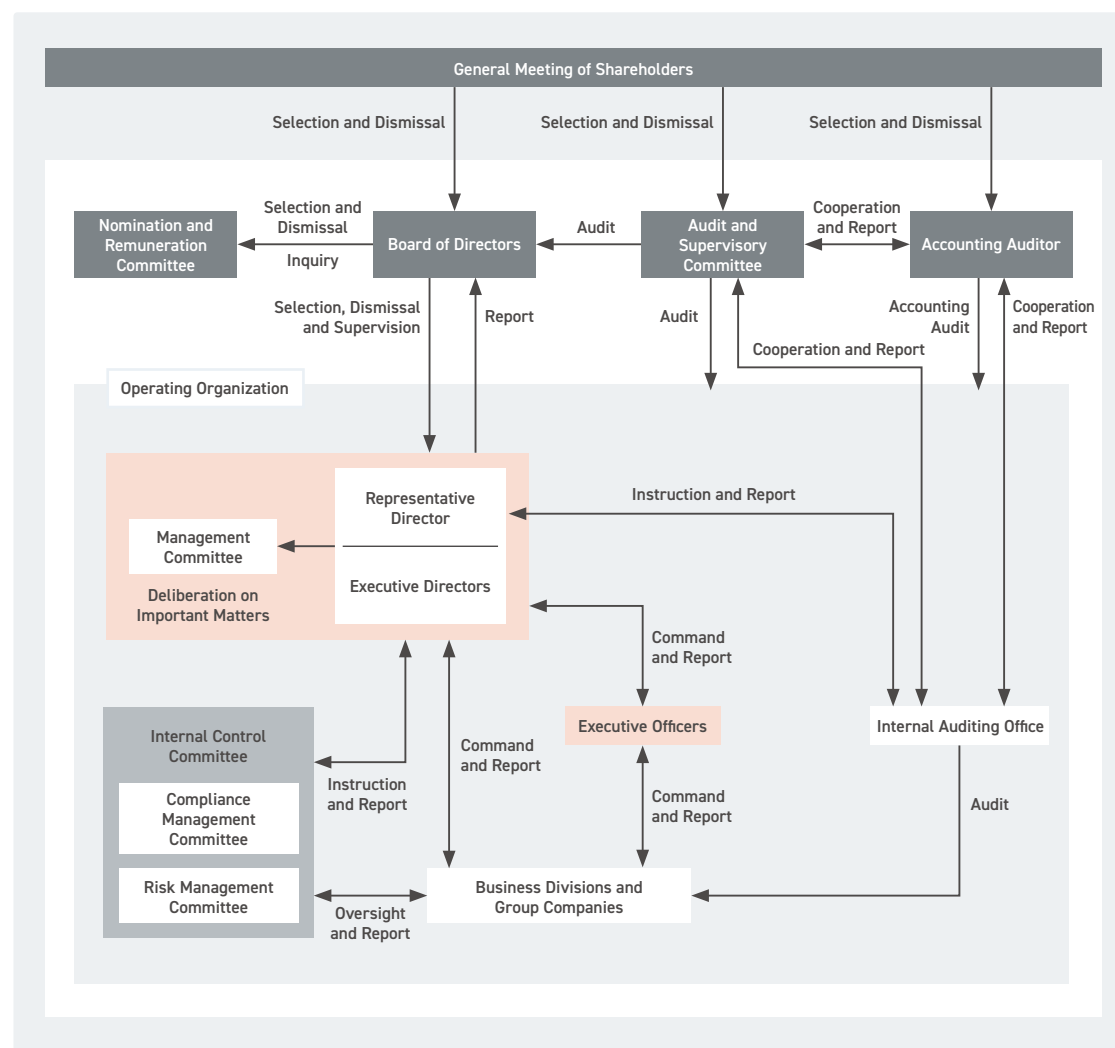 General Meeting of Shareholders
Selection and Dismissal
Selection and Dismissal
Selection and Dismissal
Nomination and
Remuneration
Committee
Selection and
Dismissal
Inquiry
Board of Directors
Audit
Audit and
Supervisory
Committee
Cooperation
and Report
Accounting Auditor
Selection, Dismissal
and Supervision
Report
Audit
Cooperation and Report
Accounting
Audit
Cooperation
and Report
Operating Organization
Representative
Director
Executive Directors
Management
Committee
Deliberation on
Important Matters
Instruction and Report
Command
and Report
Executive Officers
Internal Auditing Office
Internal Control
Committee
Compliance
Management
Committee
Risk Management
Committee
Instruction
and Report
Command
and Report
Command
and Report
Audit
Oversight
and Report
Business Divisions and
Group Companies